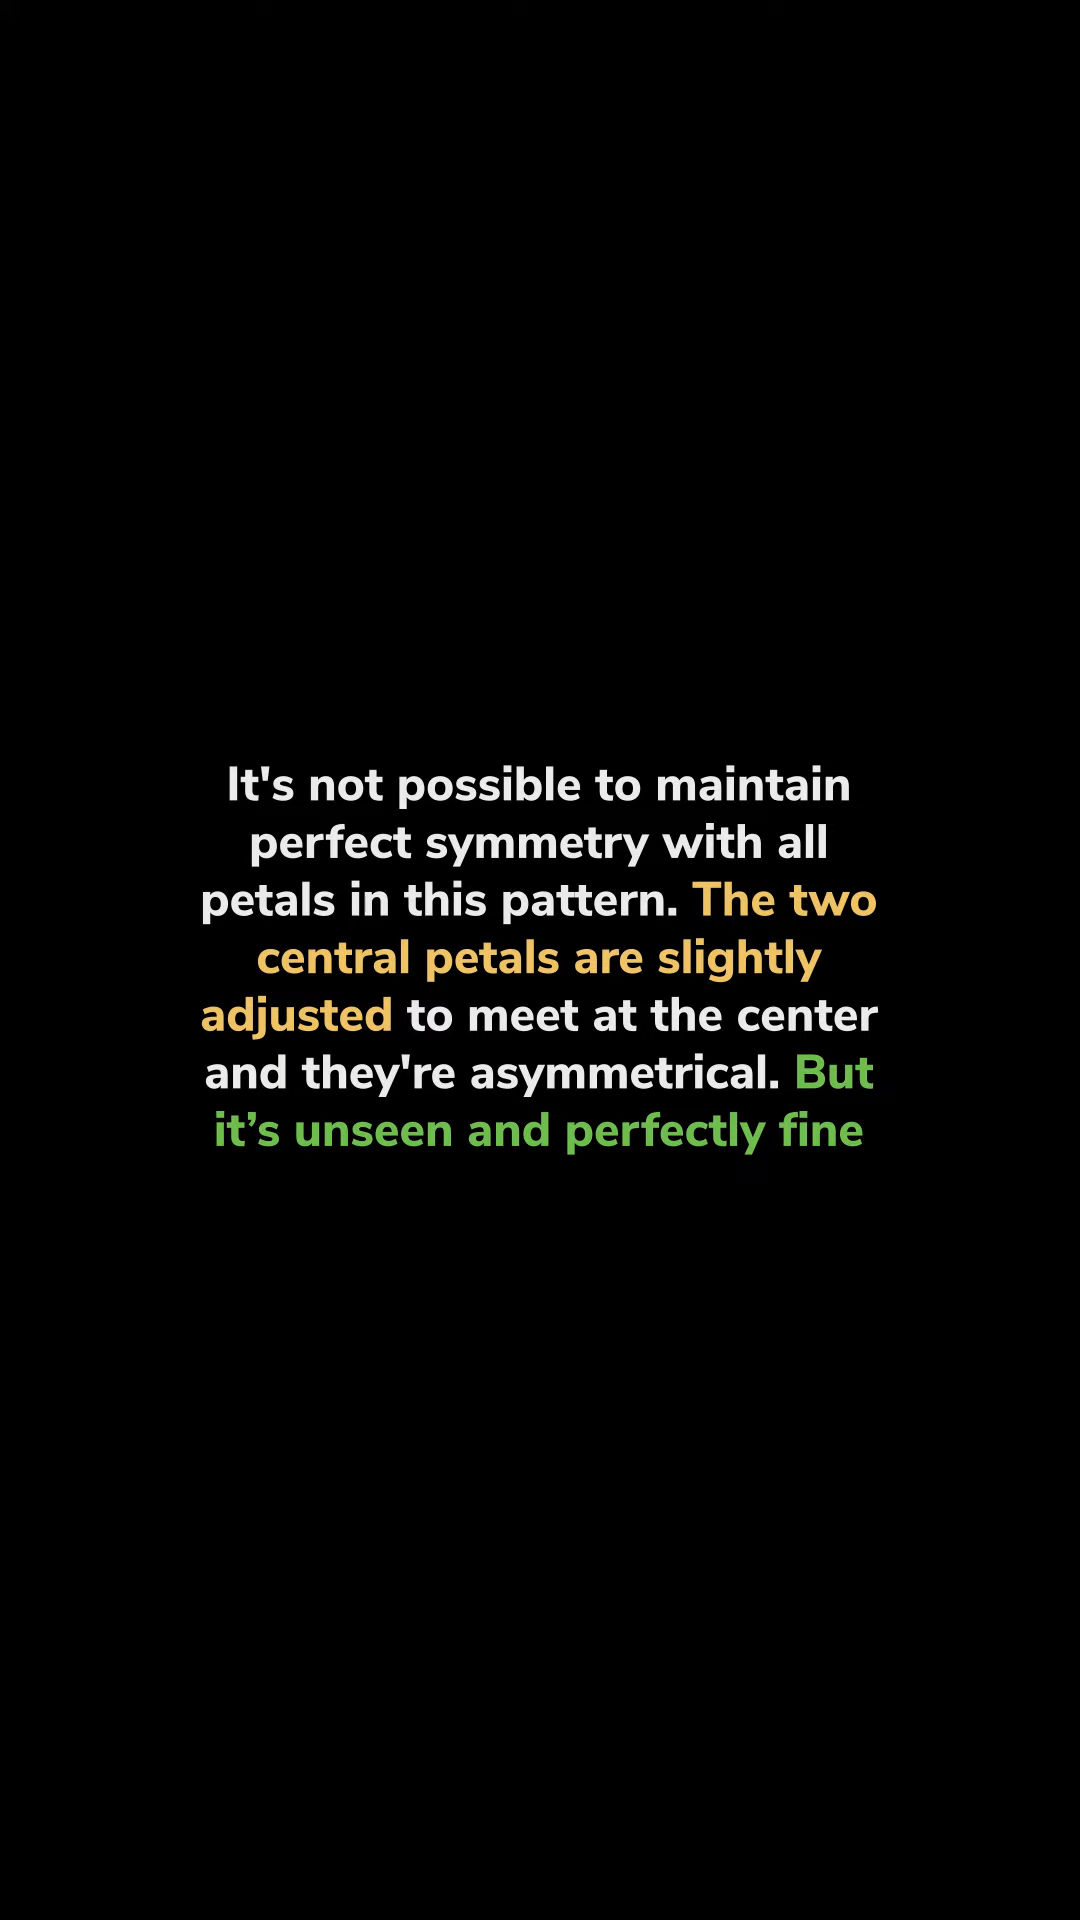 It's not possible to maintain
perfect symmetry with all
petals in this pattern. The two
central petals are slightly
adjusted to meet at the center
and they're asymmetrical. But
it’s unseen and perfectly fine